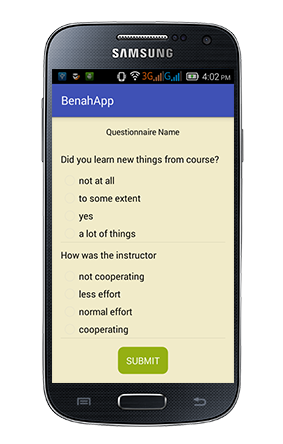 SAMSUNG
3G G 4:02 PM
BenahApp
Questionnaire Name
Did you learn new things from course?
not at all
to some extent
yes
a lot of things
How was the instructor
not cooperating
less effort
normal effort
cooperating
SUBMIT